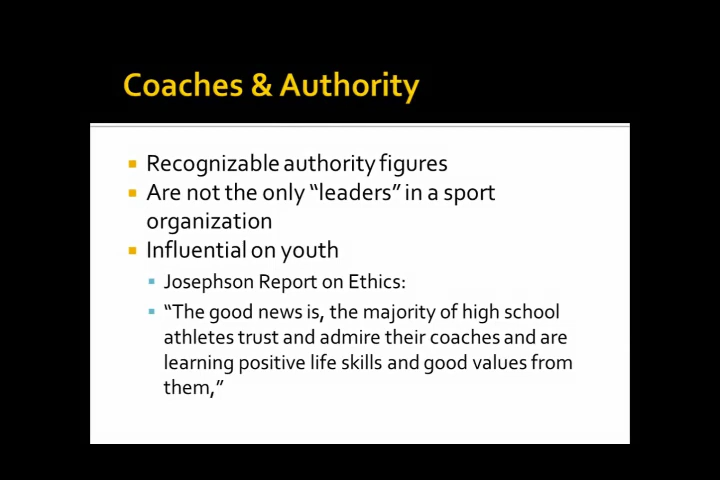 Coaches & Authority
Recognizable authority figures
Are not the only “leaders” in a sport
organization
Influential on youth
Josephson Report on Ethics:
“The good news is, the majority of high school
athletes trust and admire their coaches and are
learning positive life skills and good values from
them,”